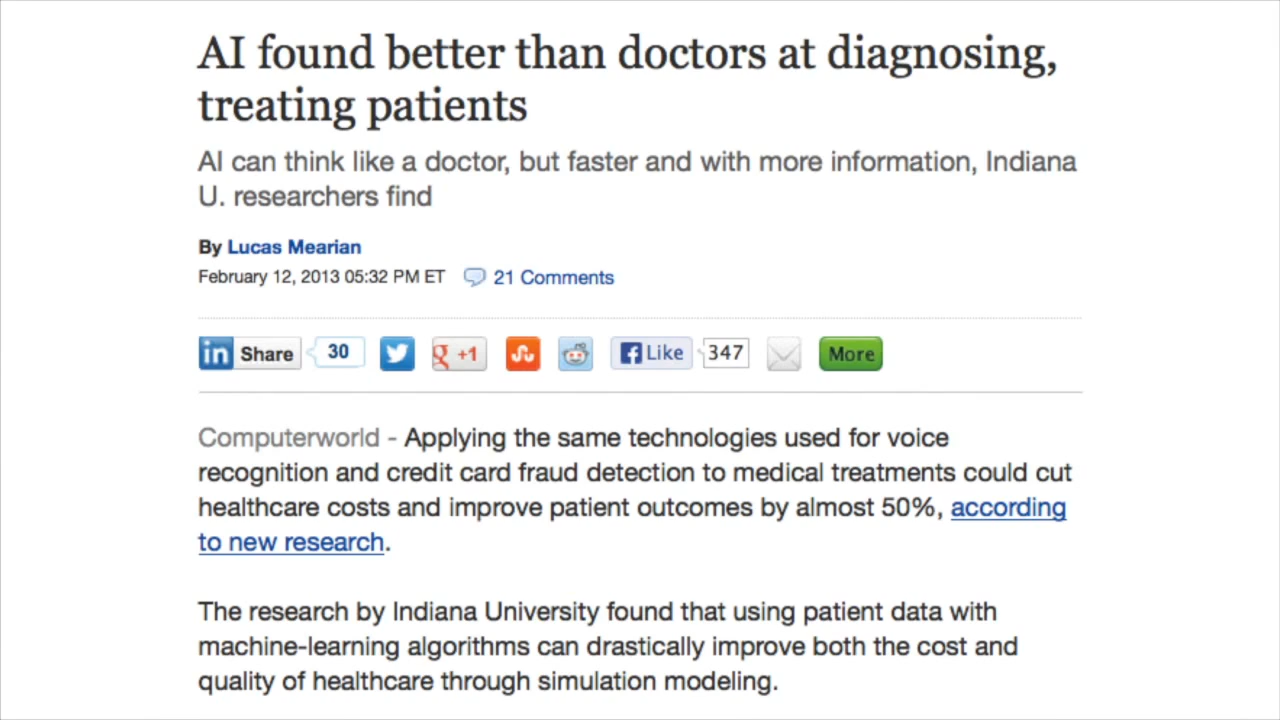 AI found better than doctors at diagnosing,
treating patients
AI can think like a doctor, but faster and with more information, Indiana
U. researchers find
By Lucas Mearian
February 12, 2013 05:32 PM ET 21 Comments
in Share 30 g +1 f Like 347 More
Computerworld - Applying the same technologies used for voice
recognition and credit card fraud detection to medical treatments could cut
healthcare costs and improve patient outcomes by almost 50%, according
to new research.
The research by Indiana University found that using patient data with
machine-learning algorithms can drastically improve both the cost and
quality of healthcare through simulation modeling.